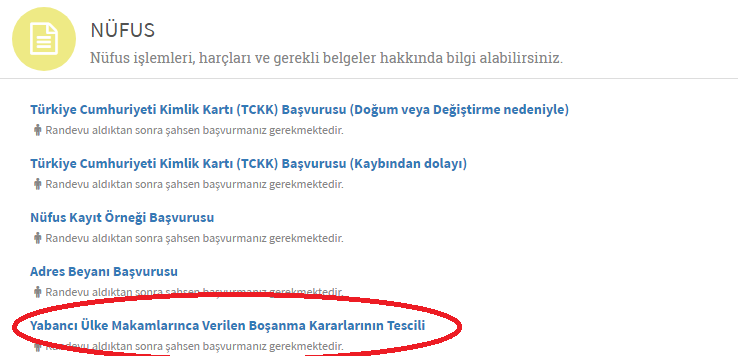 NÜFUS
Nüfus işlemleri, harçları ve gerekli belgeler hakkında bilgi alabilirsiniz.
Türkiye Cumhuriyeti Kimlik Kartı (TCKK) Başvurusu (Doğum veya Değiştirme nedeniyle)
Randevu aldıktan sonra şahsen başvurmanız gerekmektedir.
Türkiye Cumhuriyeti Kimlik Kartı (TCKK) Başvurusu (Kaybından dolayı)
Randevu aldıktan sonra şahsen başvurmanız gerekmektedir.
Nüfus Kayıt Örneği Başvurusu
Randevu aldıktan sonra şahsen başvurmanız gerekmektedir.
Adres Beyanı Başvurusu
Randevu aldıktan sonra şahsen başvurmanız gerekmektedir.
Yabancı Ülke Makamlarınca Verilen Boşanma Kararlarının Tescili
Randevu aldıktan sonra şahsen başvurmanız gerekmektedir.